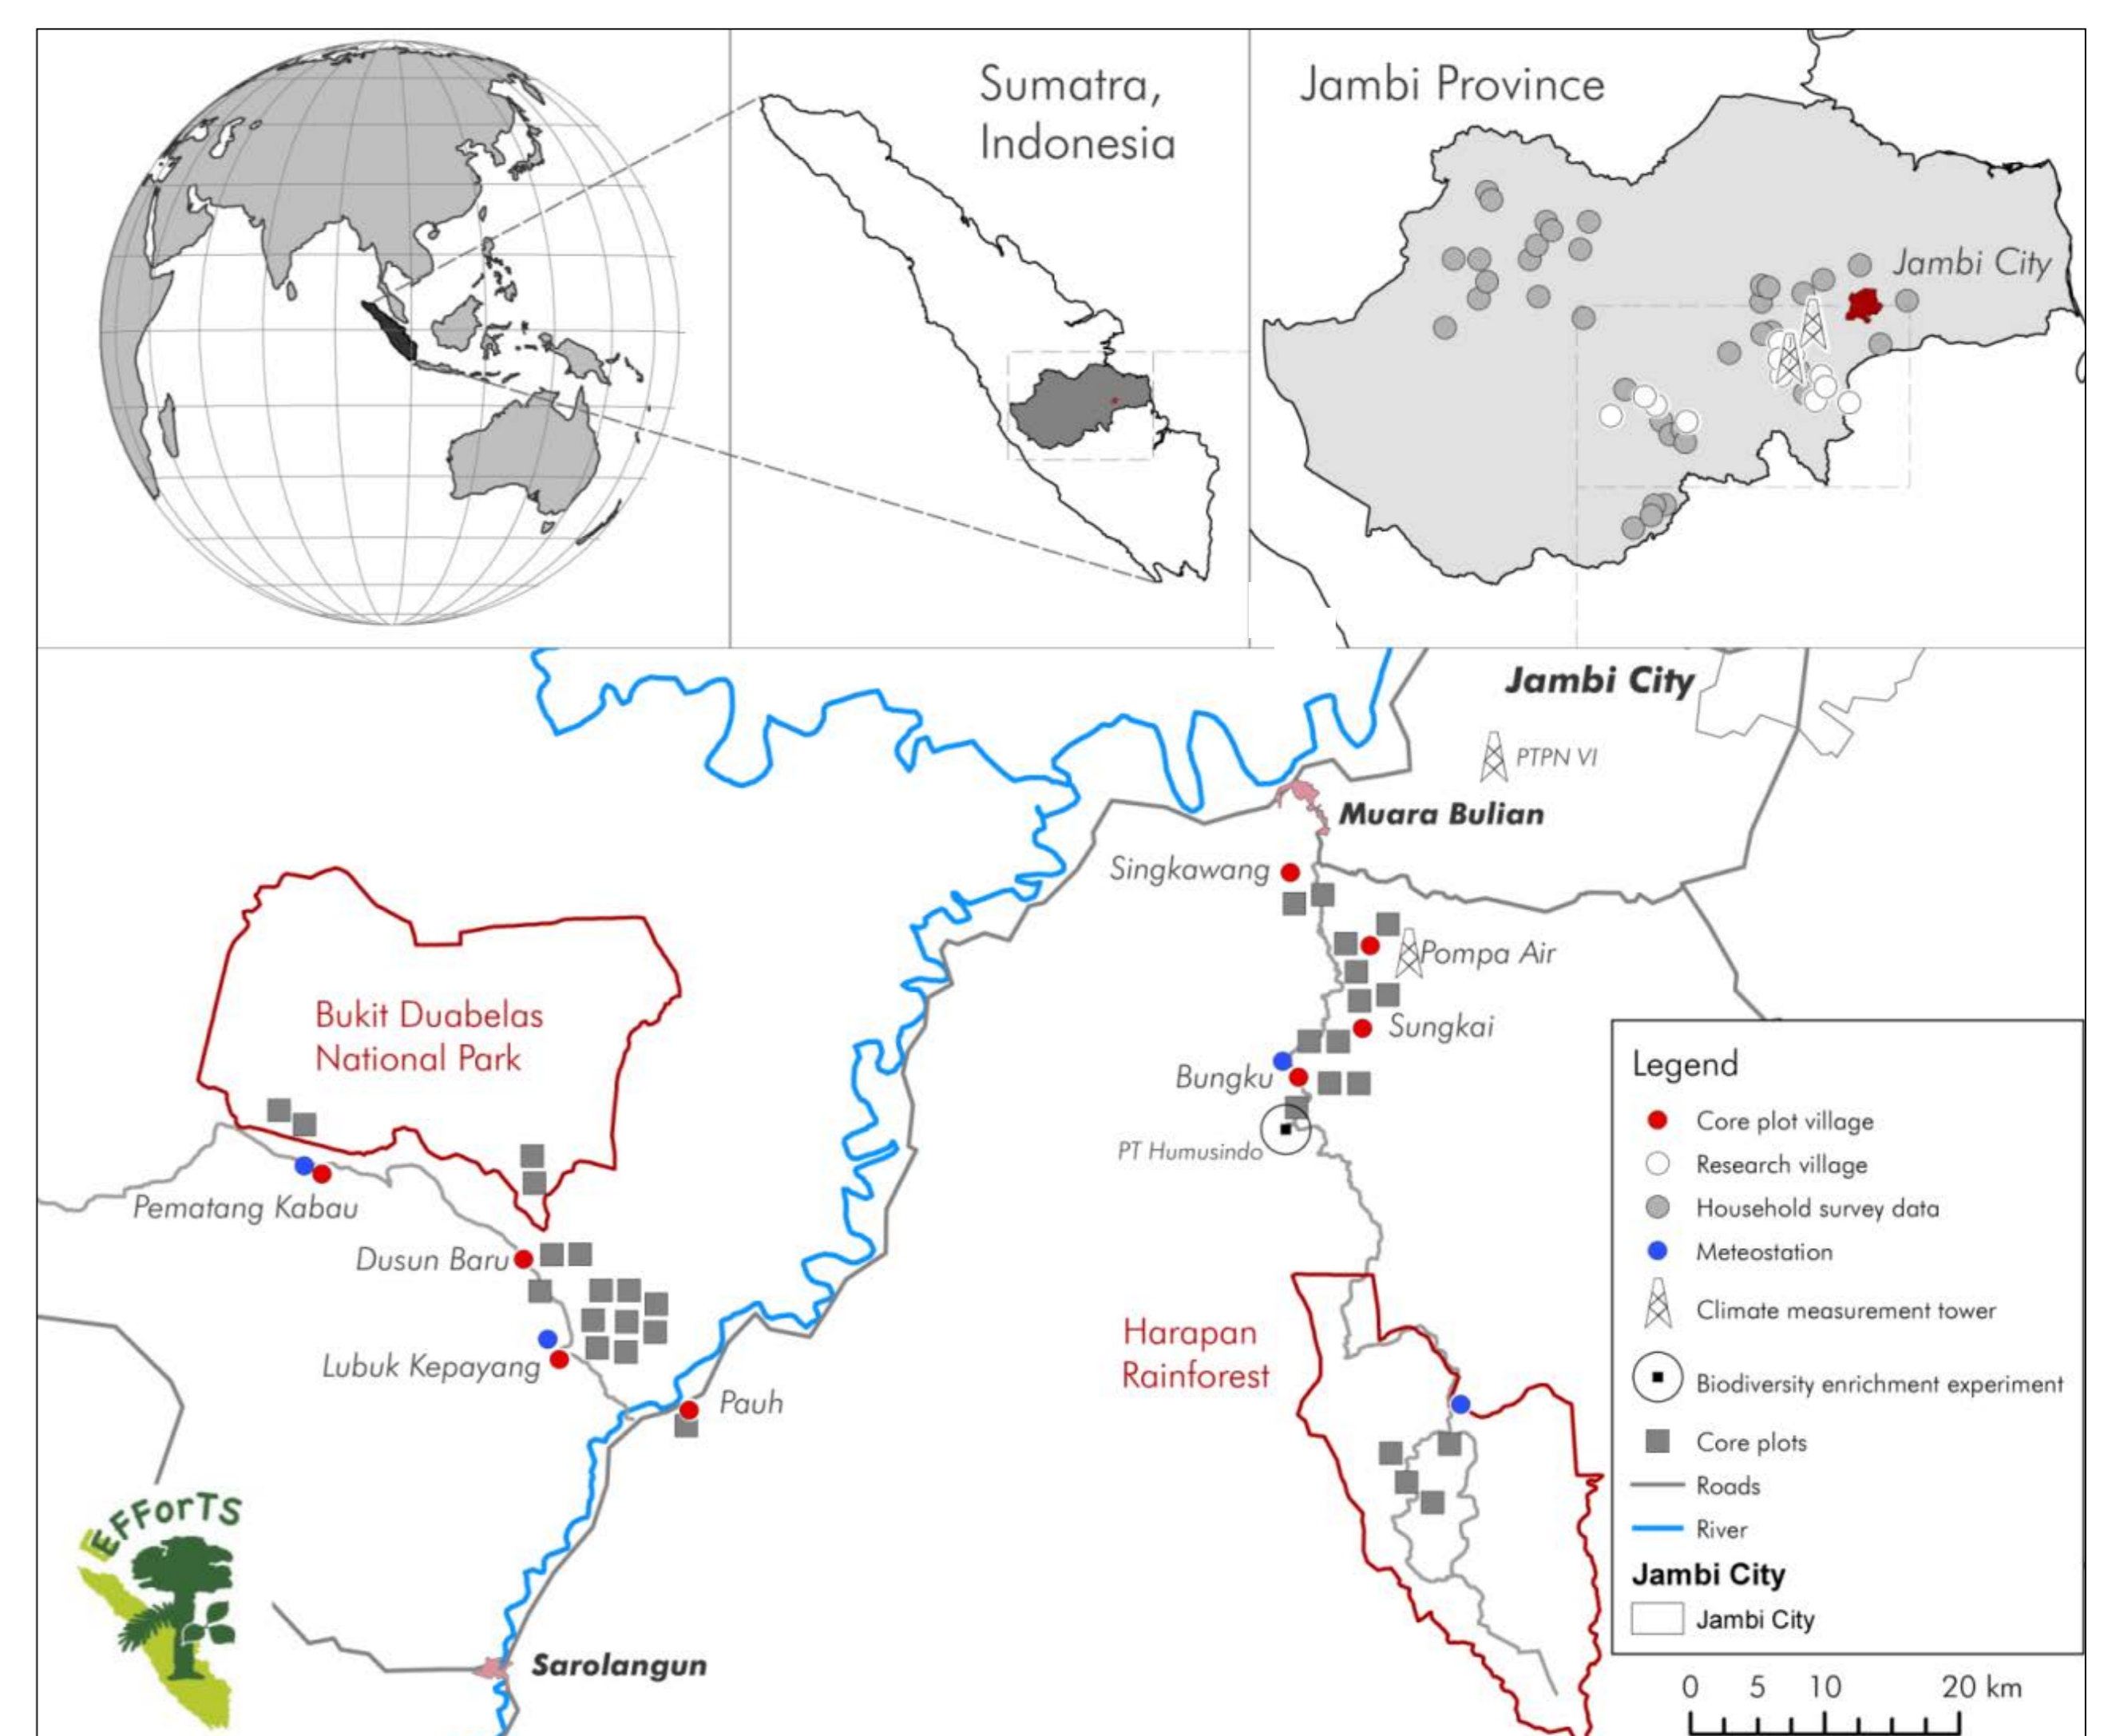 Sumatra,
Indonesia
Jambi Province
Jambi City
Jambi City
PTPN VI
Muara Bulian
Singkawang
Pompa Air
Bukit Duabelas
National Park
Sungkai
Bungku
PT Humusindo
Pematang Kabau
Dusun Baru
Lubuk Kepayang
Pauh
Harapan
Rainforest
Sarolangun
EFForTS
Legend
Core plot village
Research village
Household survey data
Meteostation
Climate measurement tower
Biodiversity enrichment experiment
Core plots
Roads
River
Jambi City
Jambi City
0 5 10 20 km